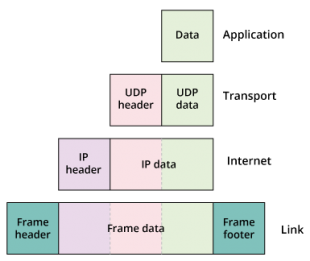 Data
Application
UDP
header
UDP
data
Transport
IP
header
IP data
Internet
Frame
header
Frame data
Frame
footer
Link